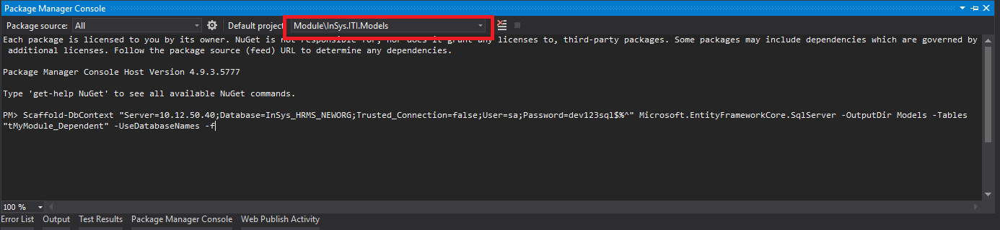 Package Manager Console
Package source: All Default project Module\InSys.ITI.Models
Each package is licensed to you by its owner. NuGet is not responsible for, nor does it grant any licenses to, third-party packages. Some packages may include dependencies which are governed by
additional licenses. Follow the package source (feed) URL to determine any dependencies.
Package Manager Console Host Version 4.9.3.5777
Type 'get-help NuGet' to see all available NuGet commands.
PM> Scaffold-DbContext "Server=10.12.50.40;Database=InSys_HRMS_NEWORG;Trusted_Connection=false;User=sa;Password=dev123sql$%^" Microsoft.EntityFrameworkCore.SqlServer -OutputDir Models -Tables
"tMyModule_Dependent" -UseDatabaseNames -f
100 %
Error List Output Test Results Package Manager Console Web Publish Activity